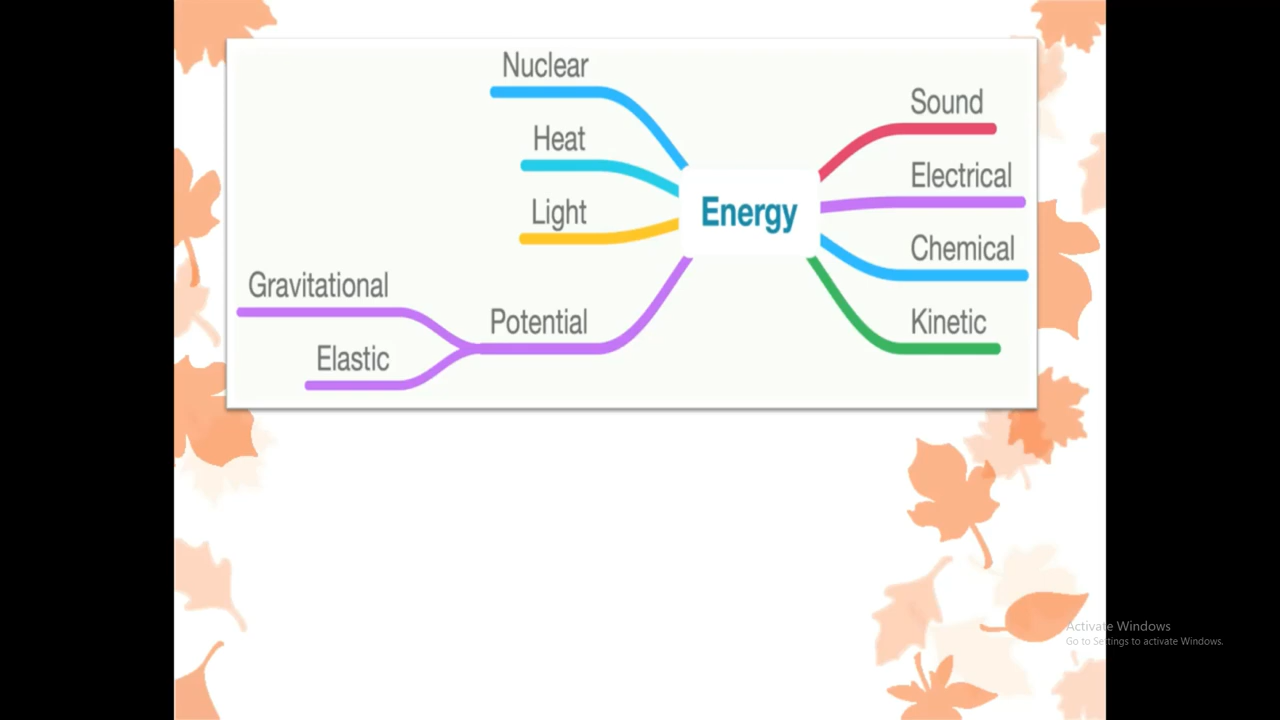 Nuclear
Heat
Light
Gravitational
Potential
Elastic
Energy
Sound
Electrical
Chemical
Kinetic
Activate Windows
Go to Settings to activate Windows.